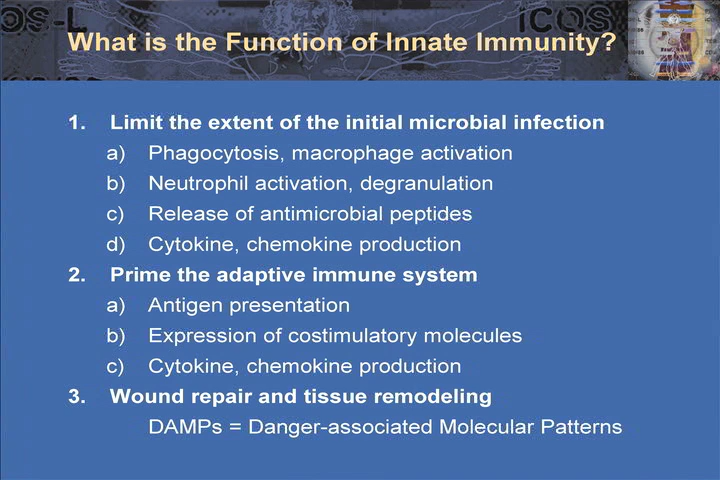 OS-L
ICOS
What is the Function of Innate Immunity?
1. Limit the extent of the initial microbial infection
a) Phagocytosis, macrophage activation
b) Neutrophil activation, degranulation
c) Release of antimicrobial peptides
d) Cytokine, chemokine production
2. Prime the adaptive immune system
a) Antigen presentation
b) Expression of costimulatory molecules
c) Cytokine, chemokine production
3. Wound repair and tissue remodeling
DAMPs = Danger-associated Molecular Patterns